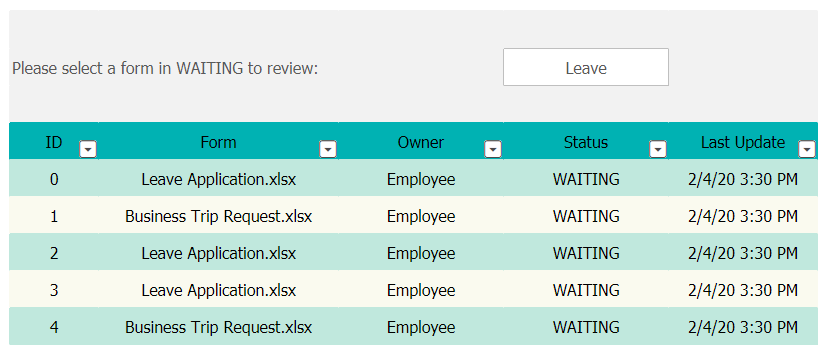 Please select a form in WAITING to review: Leave
ID Form Owner Status Last Update
0 Leave Application.xlsx Employee WAITING 2/4/20 3:30 PM
1 Business Trip Request.xlsx Employee WAITING 2/4/20 3:30 PM
2 Leave Application.xlsx Employee WAITING 2/4/20 3:30 PM
3 Leave Application.xlsx Employee WAITING 2/4/20 3:30 PM
4 Business Trip Request.xlsx Employee WAITING 2/4/20 3:30 PM